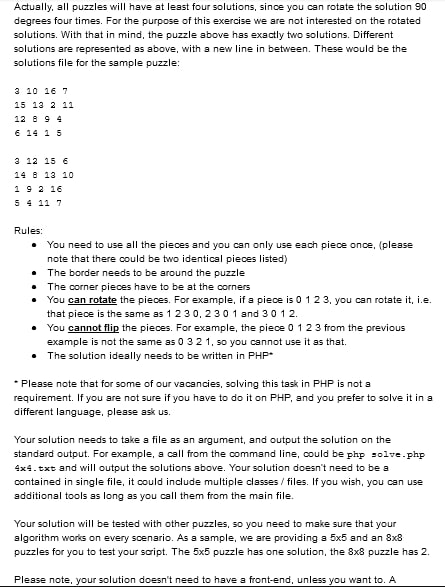 Actually, all puzzles will have at least four solutions, since you can rotate the solution 90
degrees four times. For the purpose of this exercise we are not interested on the rotated
solutions. With that in mind, the puzzle above has exactly two solutions. Different
solutions are represented as above, with a new line in between. These would be the
solutions file for the sample puzzle:
3 10 16 7
15 13 2 11
12 8 9 4
6 14 1 5
3 12 15 6
14 8 13 10
1 9 2 16
5 4 11 7
Rules:
• You need to use all the pieces and you can only use each piece once, (please
note that there could be two identical pieces listed)
• The border needs to be around the puzzle
• The corner pieces have to be at the corners
• You can rotate the pieces. For example, if a piece is 0 1 2 3, you can rotate it, i.e.
that piece is the same as 1 2 3 0, 2 3 0 1 and 3 0 1 2.
• You cannot flip the pieces. For example, the piece 0 1 2 3 from the previous
example is not the same as 0 3 2 1, so you cannot use it as that.
• The solution ideally needs to be written in PHP*
* Please note that for some of our vacancies, solving this task in PHP is not a
requirement. If you are not sure if you have to do it on PHP, and you prefer to solve it in a
different language, please ask us.
Your solution needs to take a file as an argument, and output the solution on the
standard output. For example, a call from the command line, could be php solve.php
4x4.txt and will output the solutions above. Your solution doesn't need to be a
contained in single file, it could include multiple classes / files. If you wish, you can use
additional tools as long as you call them from the main file.
Your solution will be tested with other puzzles, so you need to make sure that your
algorithm works on every scenario. As a sample, we are providing a 5x5 and an 8x8
puzzles for you to test your script. The 5x5 puzzle has one solution, the 8x8 puzzle has 2.
Please note, your solution doesn't need to have a front-end, unless you want to. A